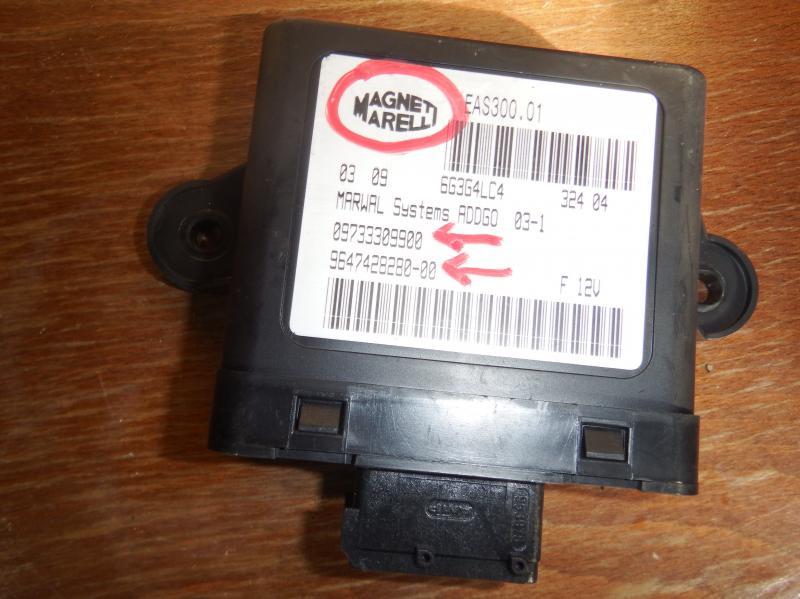 MAGNETI
MARELLI
EAS300.01
03 09 6G3G4LC4 324 04
MARWAL Systems ADDGO 03-1
09733309900
9647428280-00
F 12V